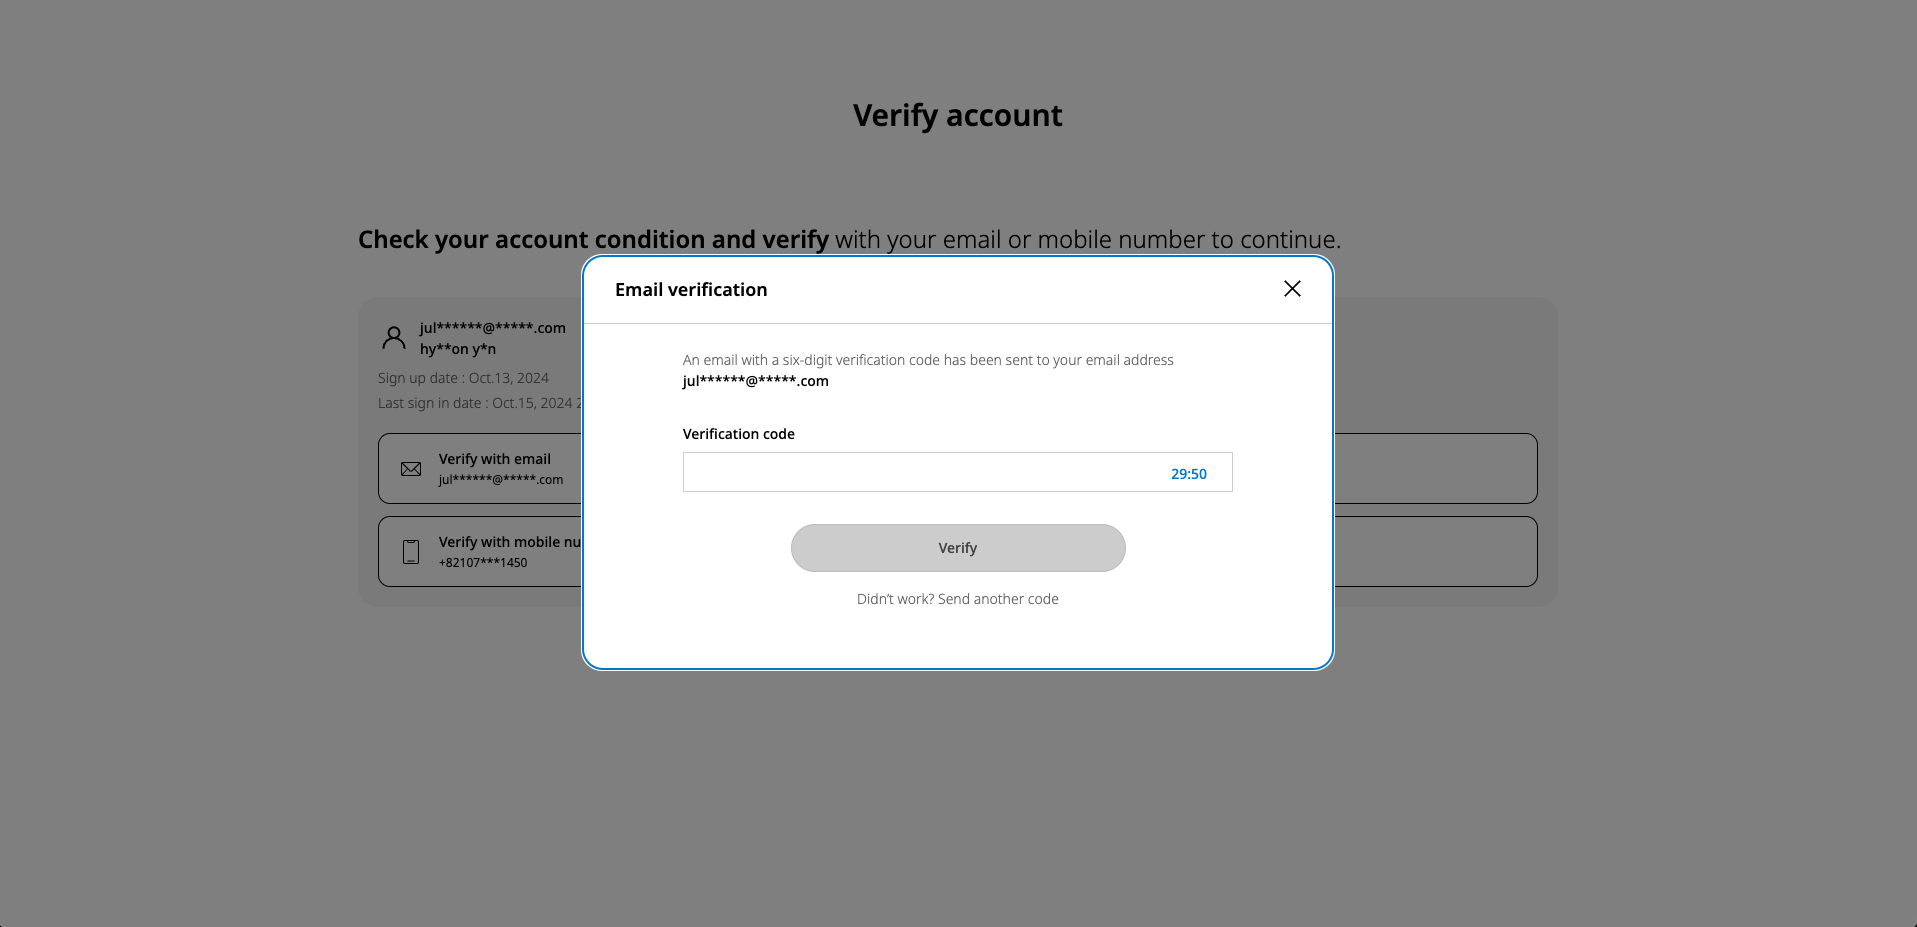 Verify account
Check your account condition and verify with your email or mobile number to continue.
jul******@*****.com
hy**on y*n
Sign up date : Oct.13, 2024
Last sign in date : Oct.15, 2024
Verify with email
jul******@*****.com
Verify with mobile
+82107***1450
Email verification
An email with a six-digit verification code has been sent to your email address
jul******@*****.com
Verification code
29:50
Verify
Didn’t work? Send another code